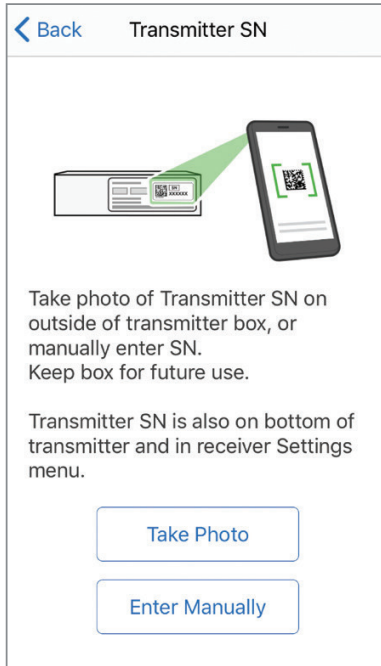 Back Transmitter SN
SN
XXXXXX
Take photo of Transmitter SN on
outside of transmitter box, or
manually enter SN.
Keep box for future use.
Transmitter SN is also on bottom of
transmitter and in receiver Settings
menu.
Take Photo
Enter Manually